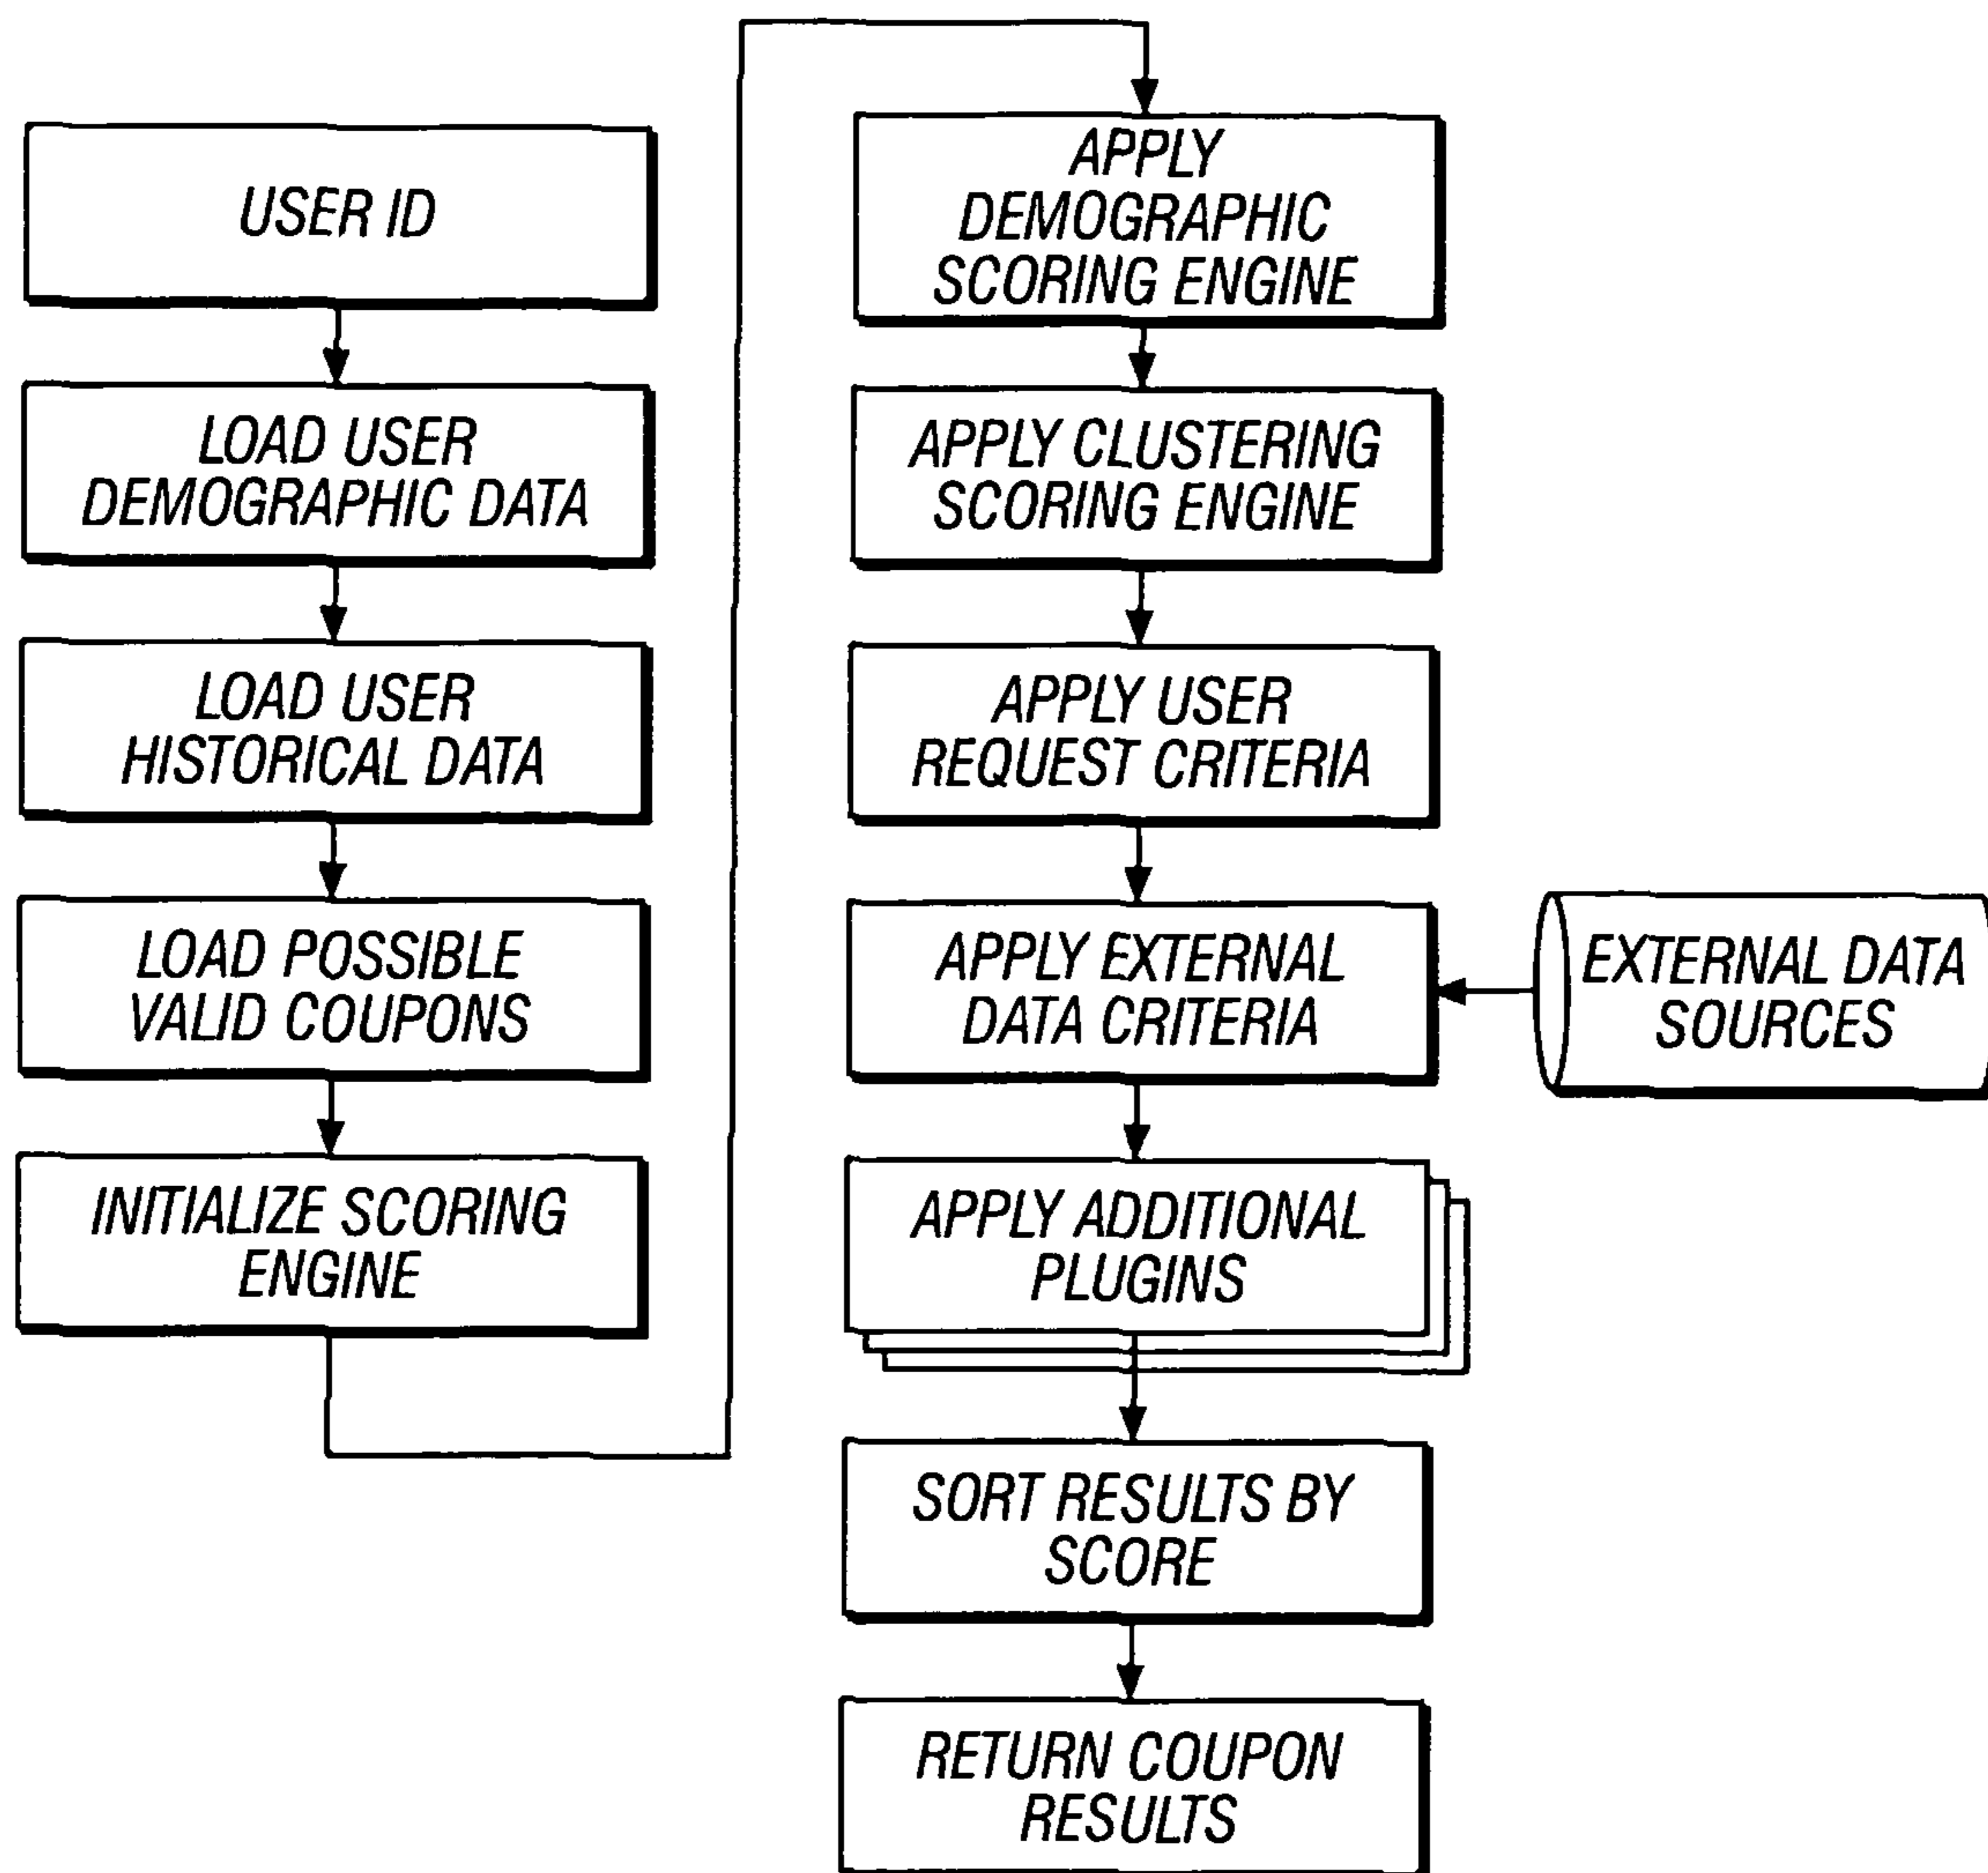 USER ID
LOAD USER
DEMOGRAPHIC DATA
LOAD USER
HISTORICAL DATA
LOAD POSSIBLE
VALID COUPONS
INITIALIZE SCORING
ENGINE
APPLY
DEMOGRAPHIC
SCORING ENGINE
APPLY CLUSTERING
SCORING ENGINE
APPLY USER
REQUEST CRITERIA
APPLY EXTERNAL
DATA CRITERIA
EXTERNAL DATA
SOURCES
APPLY ADDITIONAL
PLUGINS
SORT RESULTS BY
SCORE
RETURN COUPON
RESULTS